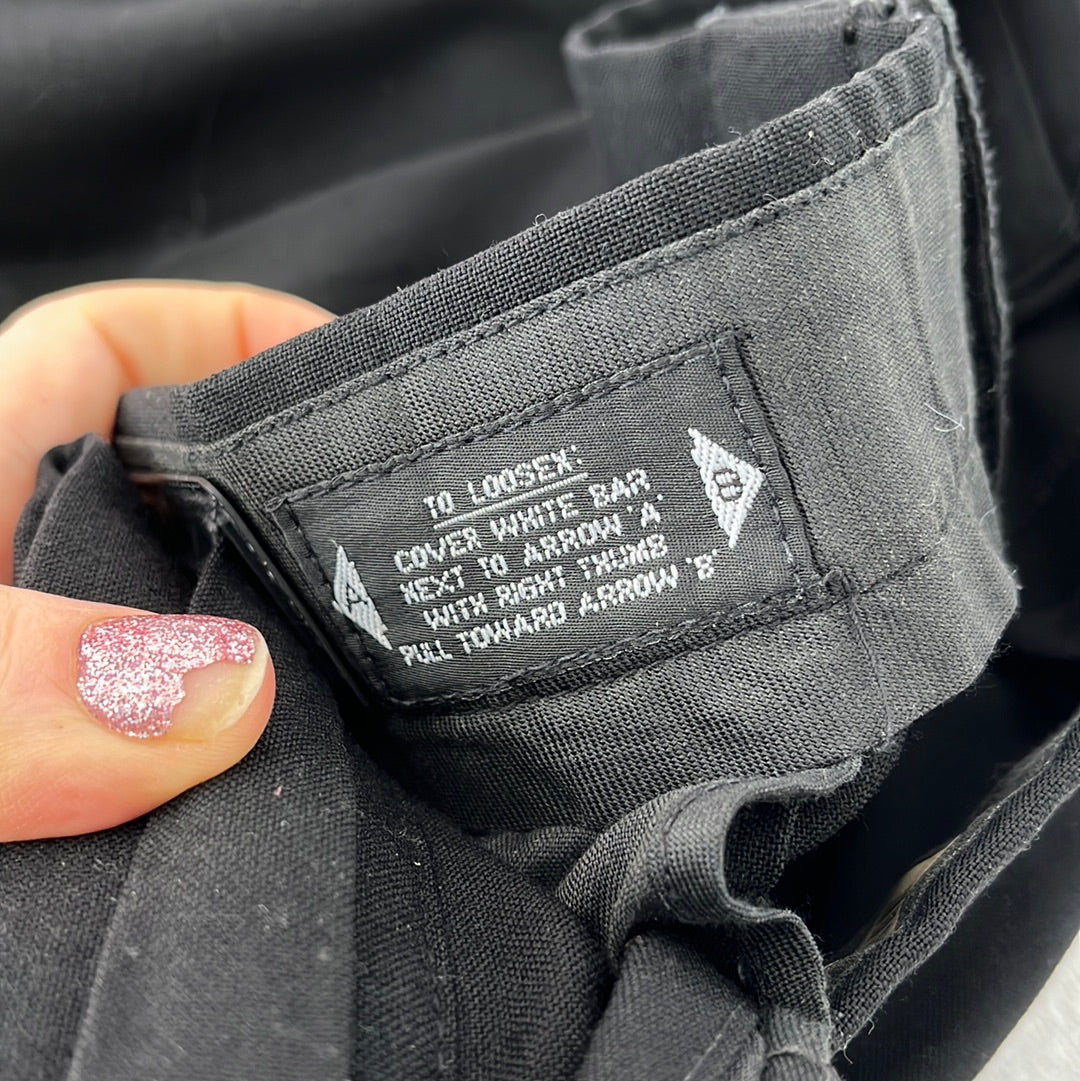 TO LOOSEN:
COVER WHITE BAR
NEXT TO ARROW 'A'
WITH RIGHT THUMB
PULL TOWARD ARROW 'B'
A
B